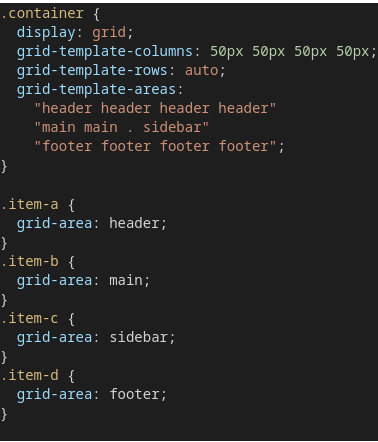 .container {
  display: grid;
  grid-template-columns: 50px 50px 50px 50px;
  grid-template-rows: auto;
  grid-template-areas:
    "header header header header"
    "main main . sidebar"
    "footer footer footer footer";
}

.item-a {
  grid-area: header;
}
.item-b {
  grid-area: main;
}
.item-c {
  grid-area: sidebar;
}
.item-d {
  grid-area: footer;
}